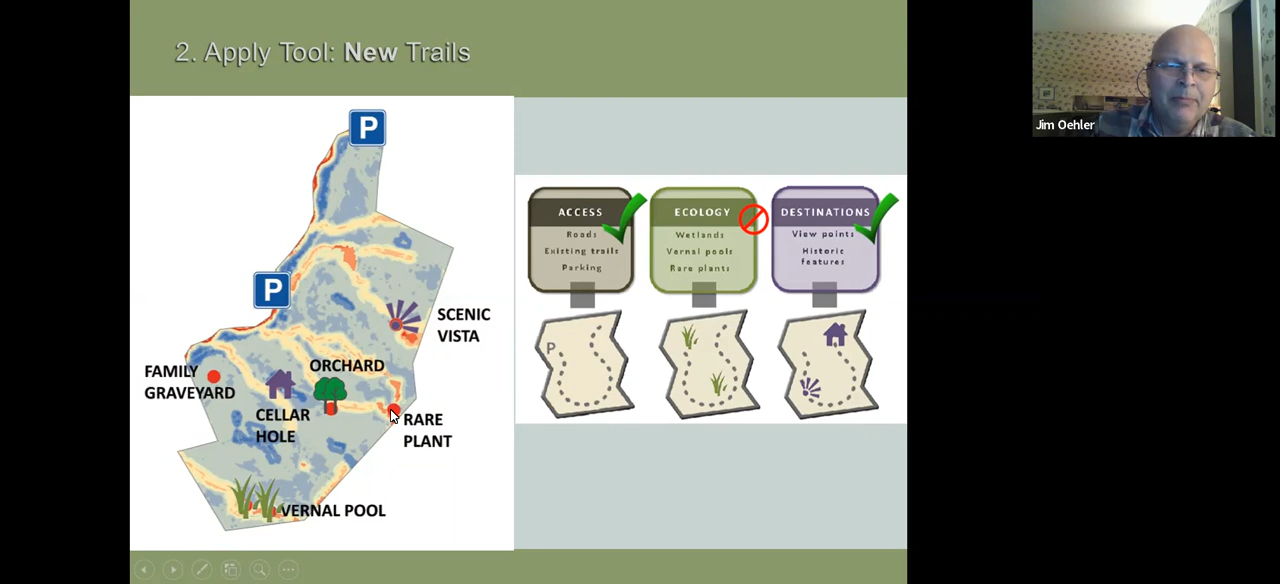 2. Apply Tool: New Trails
Jim Oehler
P
P
SCENIC
VISTA
FAMILY
GRAVEYARD
ORCHARD
CELLAR
HOLE
RARE
PLANT
VERNAL POOL
ACCESS
Roads
Existing trails
Parking
ECOLOGY
Wetlands
Vernal pools
Rare plants
DESTINATIONS
View points
Historic
features
P